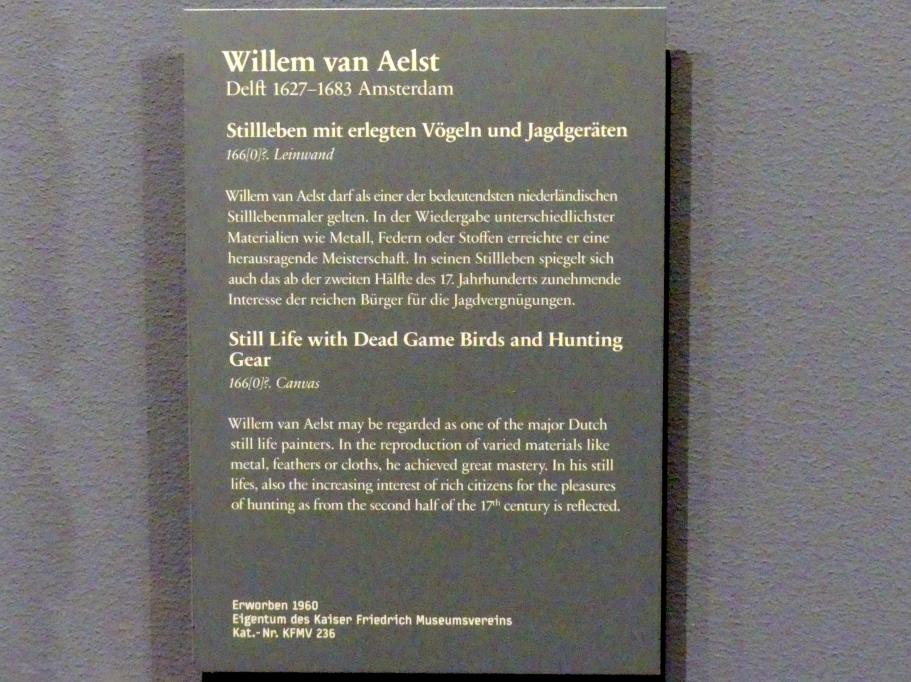 Willem van Aelst
Delft 1627–1683 Amsterdam
Stillleben mit erlegten Vögeln und Jagdgeräten
166[0]?. Leinwand
Willem van Aelst darf als einer der bedeutendsten niederländischen
Stilllebenmaler gelten. In der Wiedergabe unterschiedlichster
Materialien wie Metall, Federn oder Stoffen erreichte er eine
herausragende Meisterschaft. In seinen Stillleben spiegelt sich
auch das ab der zweiten Hälfte des 17. Jahrhunderts zunehmende
Interesse der reichen Bürger für die Jagdvergnügungen.
Still Life with Dead Game Birds and Hunting
Gear
166[0]?. Canvas
Willem van Aelst may be regarded as one of the major Dutch
still life painters. In the reproduction of varied materials like
metal, feathers or cloths, he achieved great mastery. In his still
lifes, also the increasing interest of rich citizens for the pleasures
of hunting as from the second half of the 17th century is reflected.
Erworben 1960
Eigentum des Kaiser Friedrich Museumsvereins
Kat.-Nr. KFMV 236